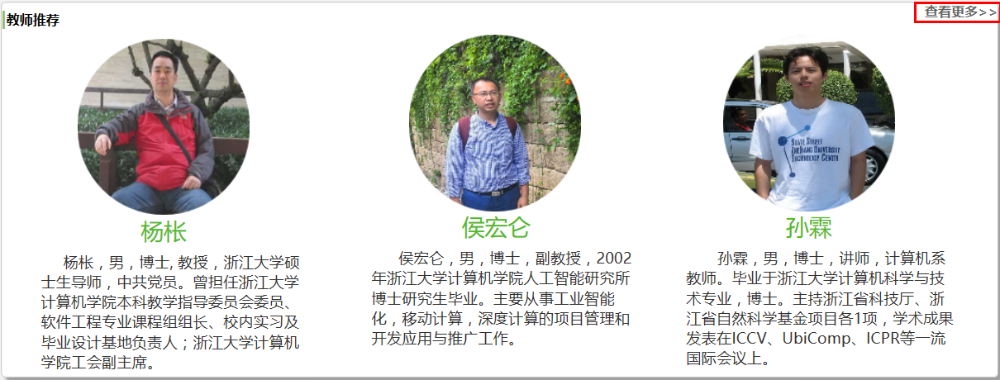 教师推荐
查看更多>>
STATE STREET
ZHEJIANG UNIVERSITY
TECHNOLOGY CENTER
杨枨
杨枨，男，博士, 教授，浙江大学硕
士生导师，中共党员。曾担任浙江大学
计算机学院本科教学指导委员会委员、
软件工程专业课程组组长、校内实习及
毕业设计基地负责人；浙江大学计算机
学院工会副主席。
侯宏仑
侯宏仑，男，博士，副教授，2002
年浙江大学计算机学院人工智能研究所
博士研究生毕业。主要从事工业智能
化，移动计算，深度计算的项目管理和
开发应用与推广工作。
孙霖
孙霖，男，博士，讲师，计算机系
教师。毕业于浙江大学计算机科学与技
术专业，博士。主持浙江省科技厅、浙
江省自然科学基金项目各1项，学术成果
发表在ICCV、UbiComp、ICPR等一流
国际会议上。